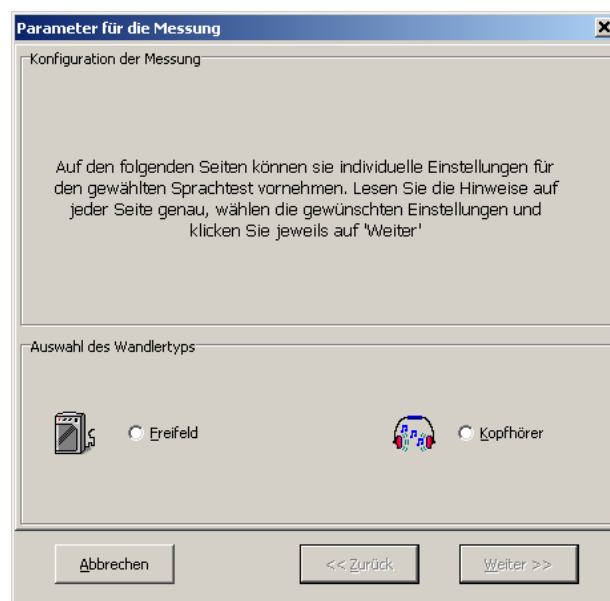 Parameter für die Messung
Konfiguration der Messung
Auf den folgenden Seiten können sie individuelle Einstellungen für
den gewählten Sprachtest vornehmen. Lesen Sie die Hinweise auf
jeder Seite genau, wählen die gewünschten Einstellungen und
klicken Sie jeweils auf 'Weiter'
Auswahl des Wandlertyps
Freifeld
Kopfhörer
Abbrechen
<< Zurück
Weiter >>